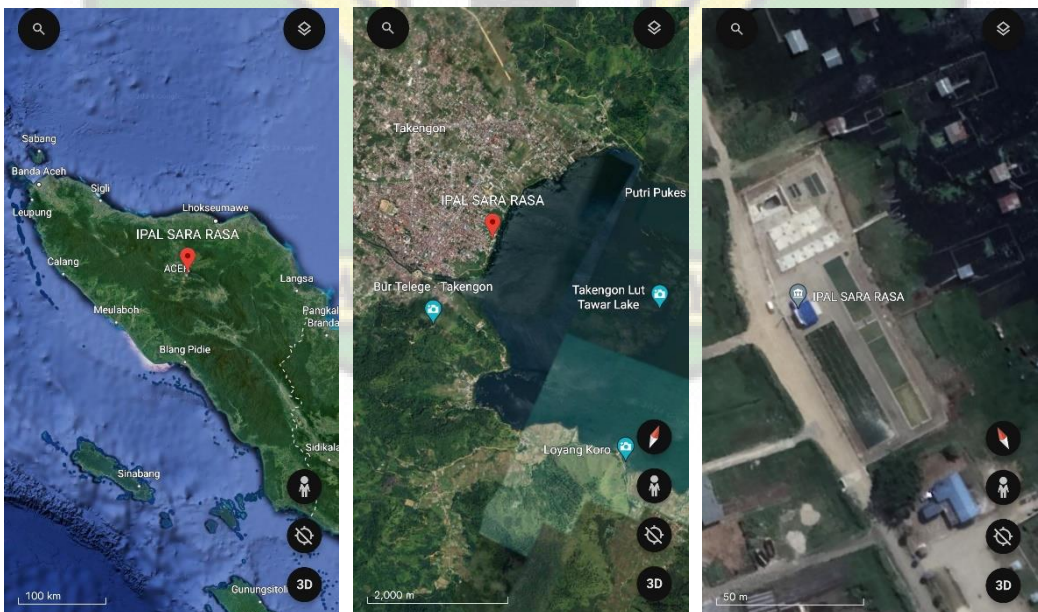 Sabang
Banda Aceh
Sigli
Leupung
Lhokseumawe
IPAL SARA RASA
ACEH
Calang
Langsa
Meulaboh
Pangkal
Branda
Blang Pidie
Sidikala
Sinabang
Gunungsitoli
3D
100 km
Takengon
Putri Pukes
IPAL SARA RASA
Bur Telege - Takengon
Takengon Lut
Tawar Lake
Loyang Koro
3D
2,000 m
IPAL SARA RASA
3D
50 m